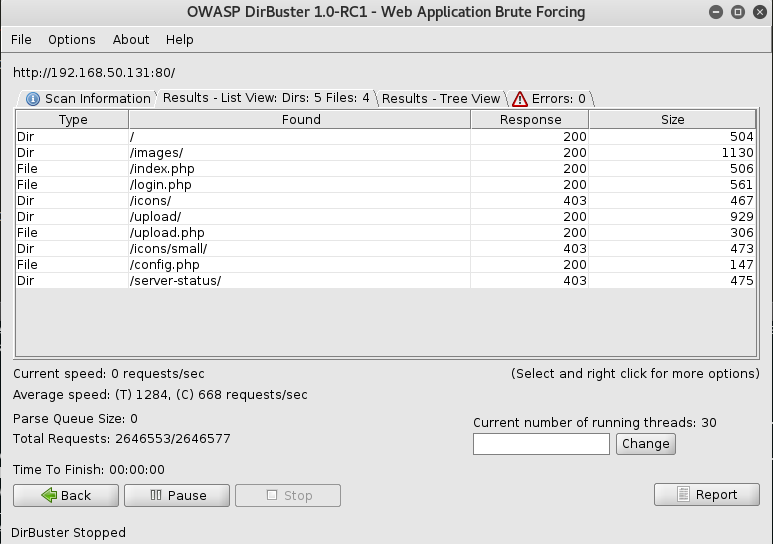 OWASP DirBuster 1.0-RC1 - Web Application Brute Forcing
File Options About Help
http://192.168.50.131:80/
Scan Information Results - List View: Dirs: 5 Files: 4 Results - Tree View Errors: 0
Type Found Response Size
Dir / 200 504
Dir /images/ 200 1130
File /index.php 200 506
File /login.php 200 561
Dir /icons/ 403 467
Dir /upload/ 200 929
File /upload.php 200 306
Dir /icons/small/ 403 473
File /config.php 200 147
Dir /server-status/ 403 475
Current speed: 0 requests/sec (Select and right click for more options)
Average speed: (T) 1284, (C) 668 requests/sec
Parse Queue Size: 0
Current number of running threads: 30
Total Requests: 2646553/2646577
Change
Time To Finish: 00:00:00
Back Pause Stop Report
DirBuster Stopped